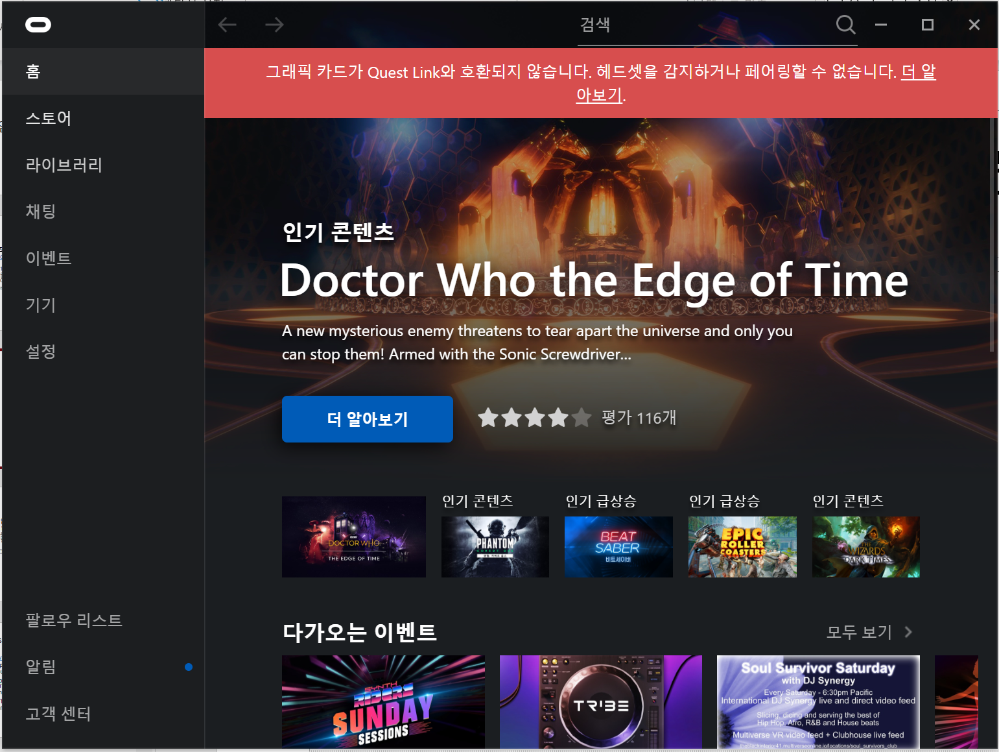 검색
홈
스토어
라이브러리
채팅
이벤트
기기
설정
팔로우 리스트
알림
고객 센터
그래픽 카드가 Quest Link와 호환되지 않습니다. 헤드셋을 감지하거나 페어링할 수 없습니다. 더 알
아보기.
인기 콘텐츠
Doctor Who the Edge of Time
A new mysterious enemy threatens to tear apart the universe and only you
can stop them! Armed with the Sonic Screwdriver...
더 알아보기
평가 116개
DOCTOR WHO
THE EDGE OF TIME
인기 콘텐츠
PHANTOM
COVERT OPS
인기 급상승
BEAT
SABER
비트세이버
인기 급상승
EPIC
ROLLER
COASTERS
인기 콘텐츠
THE
WIZARDS
DARK TIMES
다가오는 이벤트
모두 보기
SYNTH
RIDERS
SUNDAY
SESSIONS
TRIBE
Soul Survivor Saturday
with DJ Synergy
Every Saturday - 6:30pm Pacific
International DJ Synergy live and direct video feed
Slicing, dicing and serving the best of
Hip Hop, Afro, R&B and House beats
Multiverse VR video feed + Clubhouse live feed